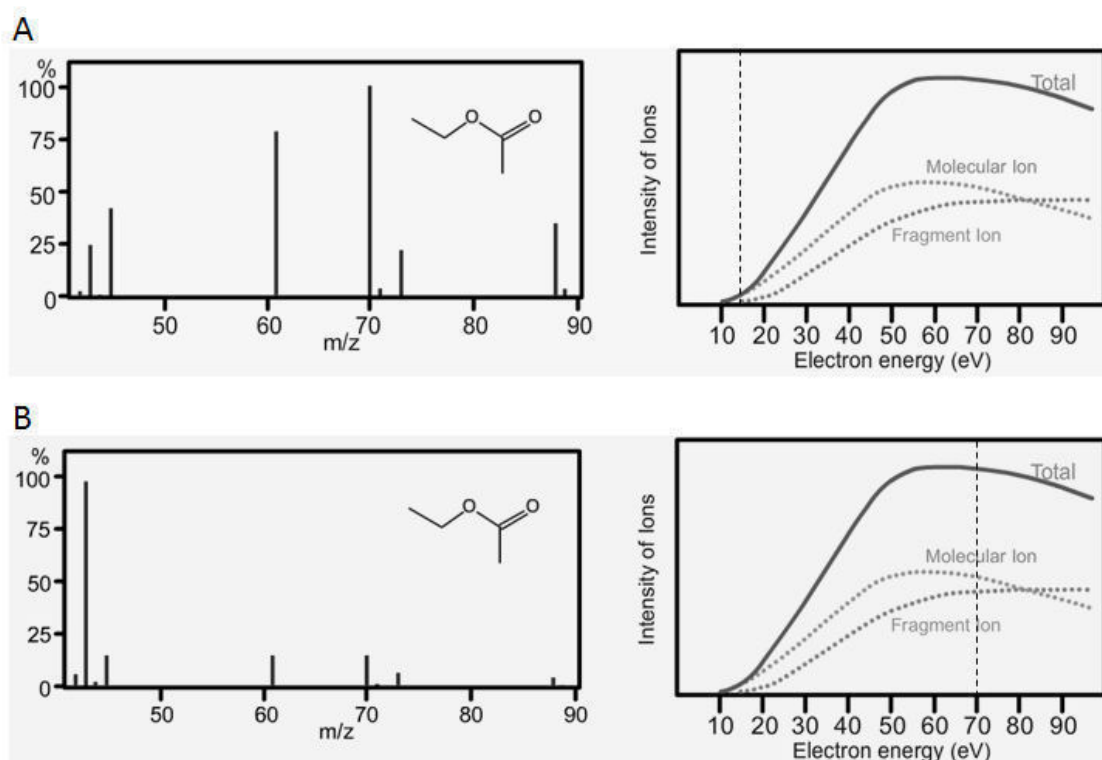 A
%
100
75
50
25
0
50 60 70 80 90
m/z
O O
Intensity of Ions
Total
Molecular Ion
Fragment Ion
10 20 30 40 50 60 70 80 90
Electron energy (eV)
B
%
100
75
50
25
0
50 60 70 80 90
m/z
O O
Intensity of Ions
Total
Molecular Ion
Fragment Ion
10 20 30 40 50 60 70 80 90
Electron energy (eV)